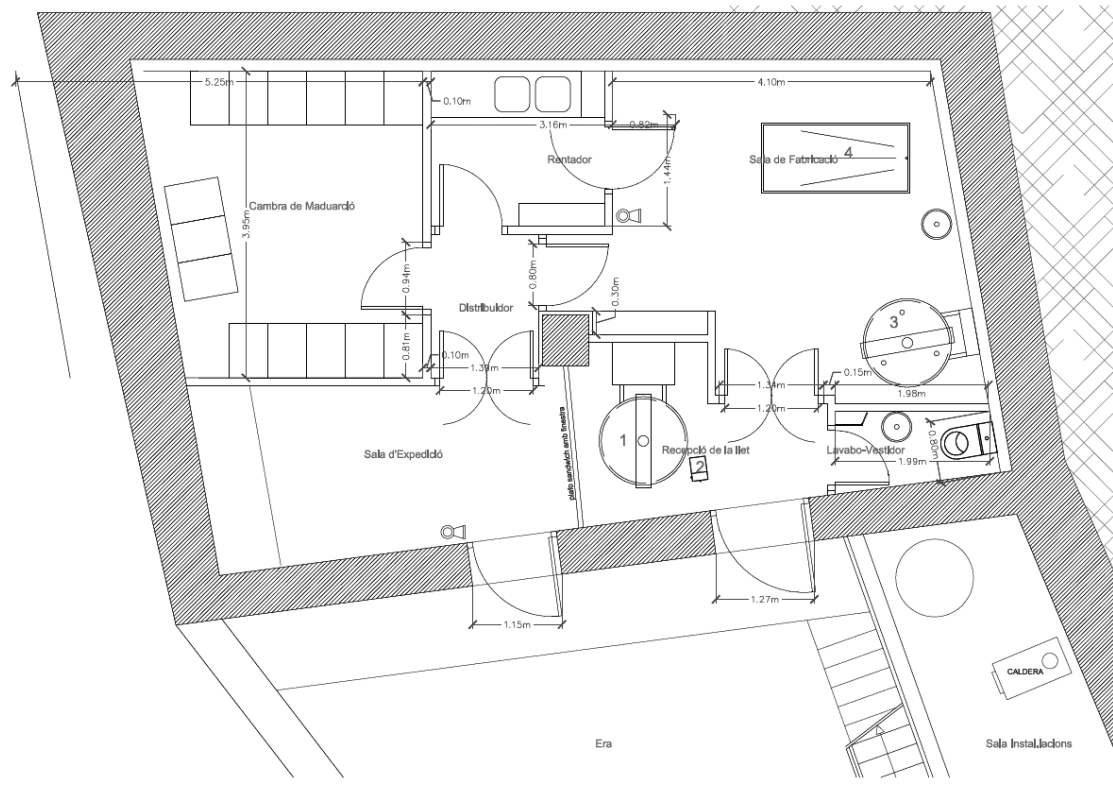 5.25m
4.10m
0.10m
3.16m
0.82m
Rentador
Sala de Fabricació
4
1.44m
Cambra de Maduarció
3.95m
0.94m
0.80m
0.30m
Distribuidor
3
0.81m
0.10m
1.39m
1.20m
1.34m
0.15m
1.20m
1.98m
plafo sandwich amb finestra
1
2
Sala d'Expedició
Recepció de la llet
Lavabo-Vestidor
0.80m
1.99m
1.15m
1.27m
CALDERA
Era
Sala Instal.lacions